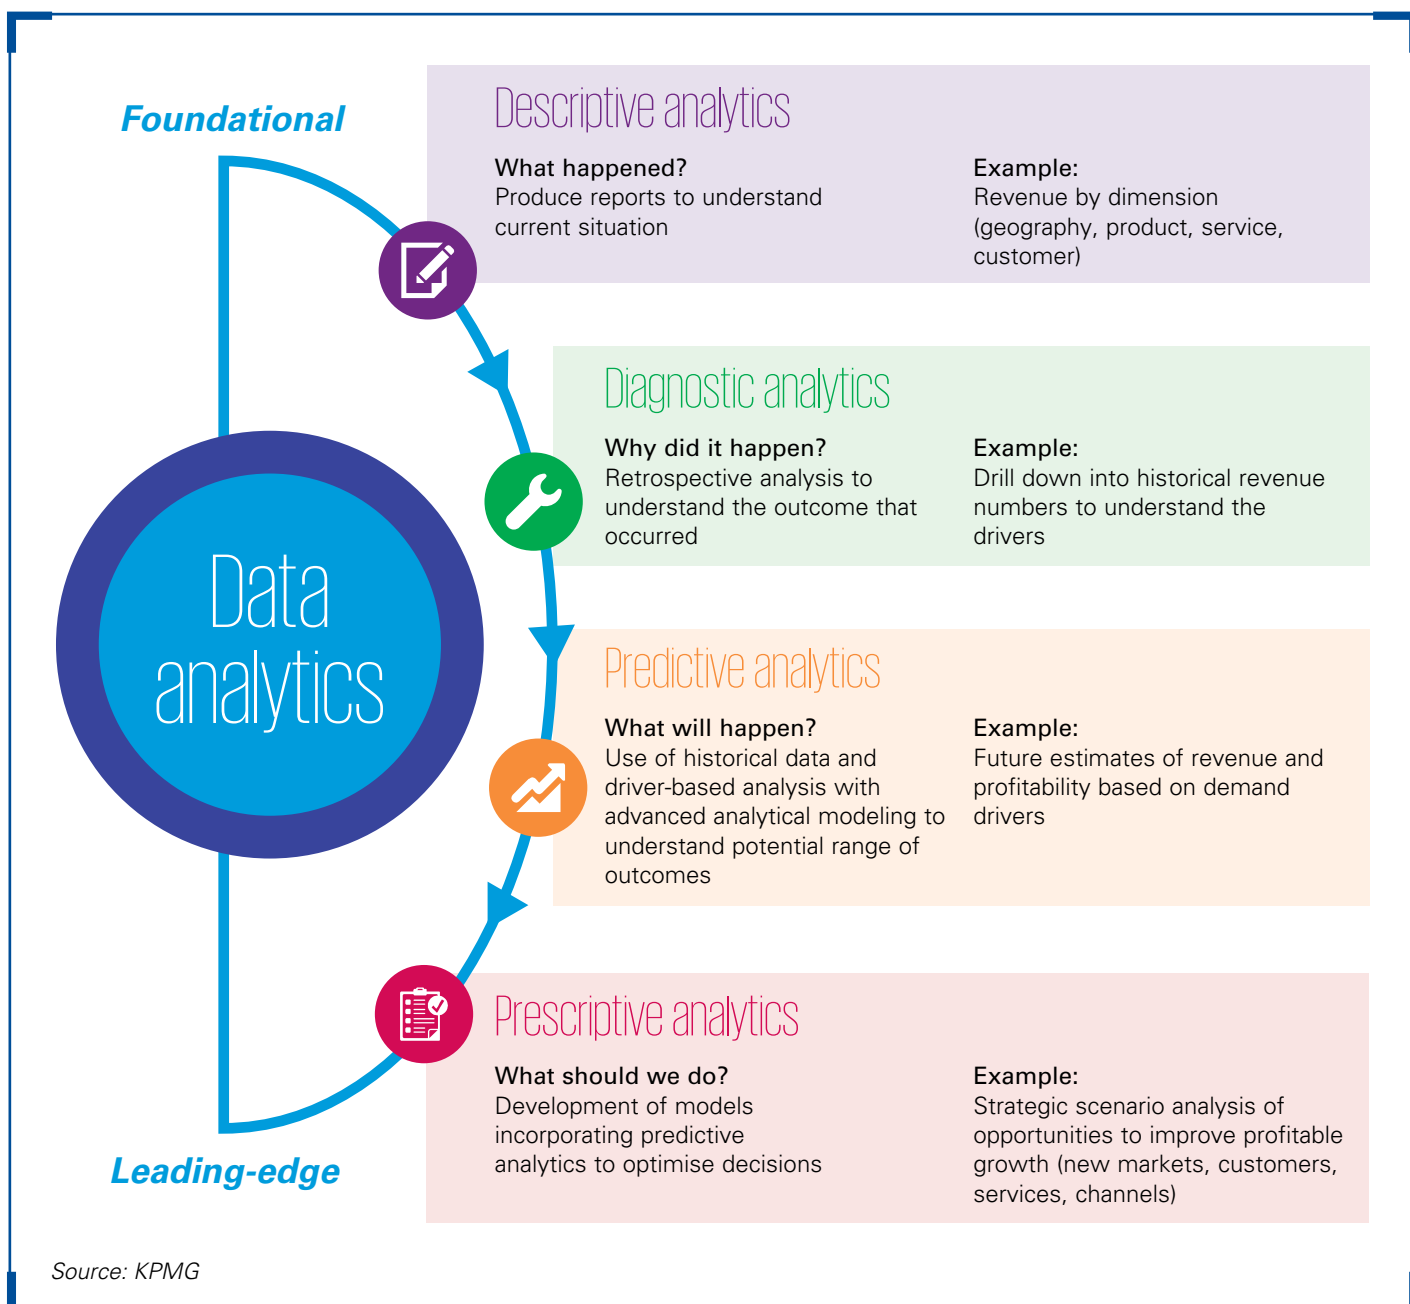 Foundational
Descriptive analytics
What happened?
Produce reports to understand
current situation
Example:
Revenue by dimension
(geography, product, service,
customer)
Diagnostic analytics
Why did it happen?
Retrospective analysis to
understand the outcome that
occurred
Example:
Drill down into historical revenue
numbers to understand the
drivers
Data
analytics
Predictive analytics
What will happen?
Use of historical data and
driver-based analysis with
advanced analytical modeling to
understand potential range of
outcomes
Example:
Future estimates of revenue and
profitability based on demand
drivers
Prescriptive analytics
What should we do?
Development of models
incorporating predictive
analytics to optimise decisions
Example:
Strategic scenario analysis of
opportunities to improve profitable
growth (new markets, customers,
services, channels)
Leading-edge
Source: KPMG